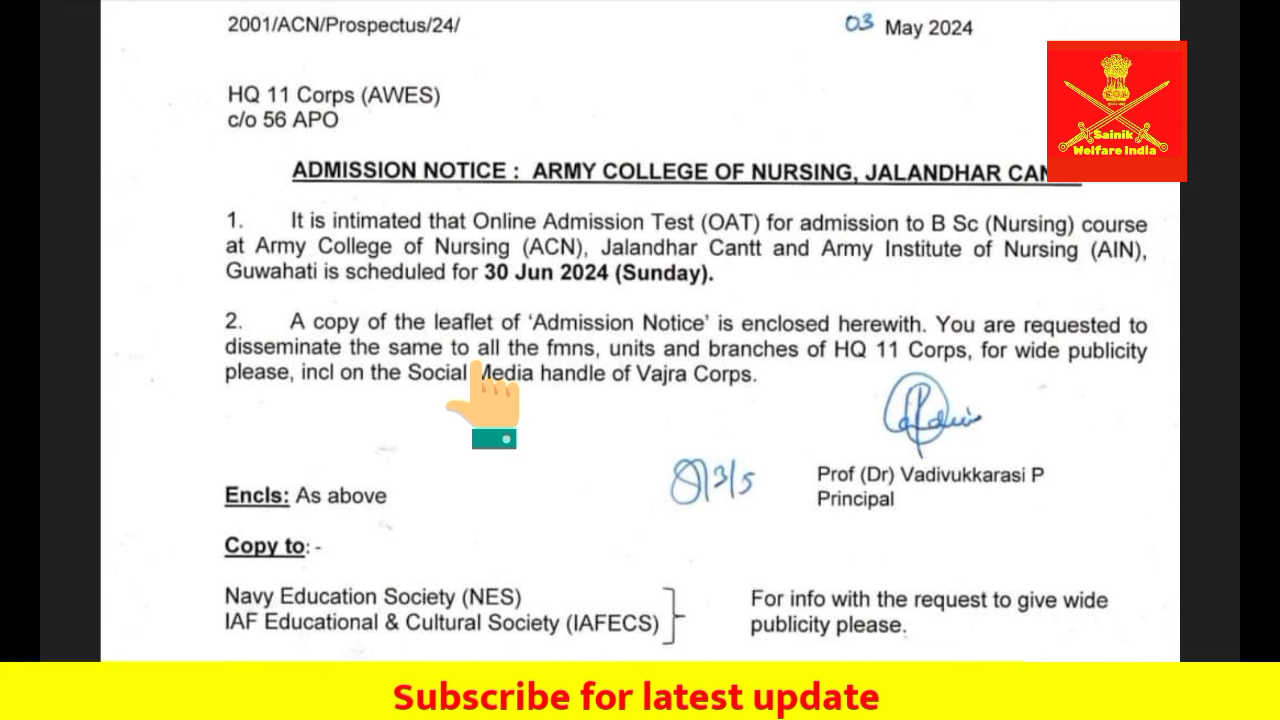 2001/ACN/Prospectus/24/
03 May 2024
HQ 11 Corps (AWES)
c/o 56 APO
Sainik
Welfare India
ADMISSION NOTICE : ARMY COLLEGE OF NURSING, JALANDHAR CAN
1. It is intimated that Online Admission Test (OAT) for admission to B Sc (Nursing) course
at Army College of Nursing (ACN), Jalandhar Cantt and Army Institute of Nursing (AIN),
Guwahati is scheduled for 30 Jun 2024 (Sunday).
2. A copy of the leaflet of ‘Admission Notice’ is enclosed herewith. You are requested to
disseminate the same to all the fmns, units and branches of HQ 11 Corps, for wide publicity
please, incl on the Social Media handle of Vajra Corps.
3/5
Prof (Dr) Vadivukkarasi P
Principal
Encls: As above
Copy to: -
Navy Education Society (NES)
IAF Educational & Cultural Society (IAFECS)
For info with the request to give wide
publicity please.
Subscribe for latest update